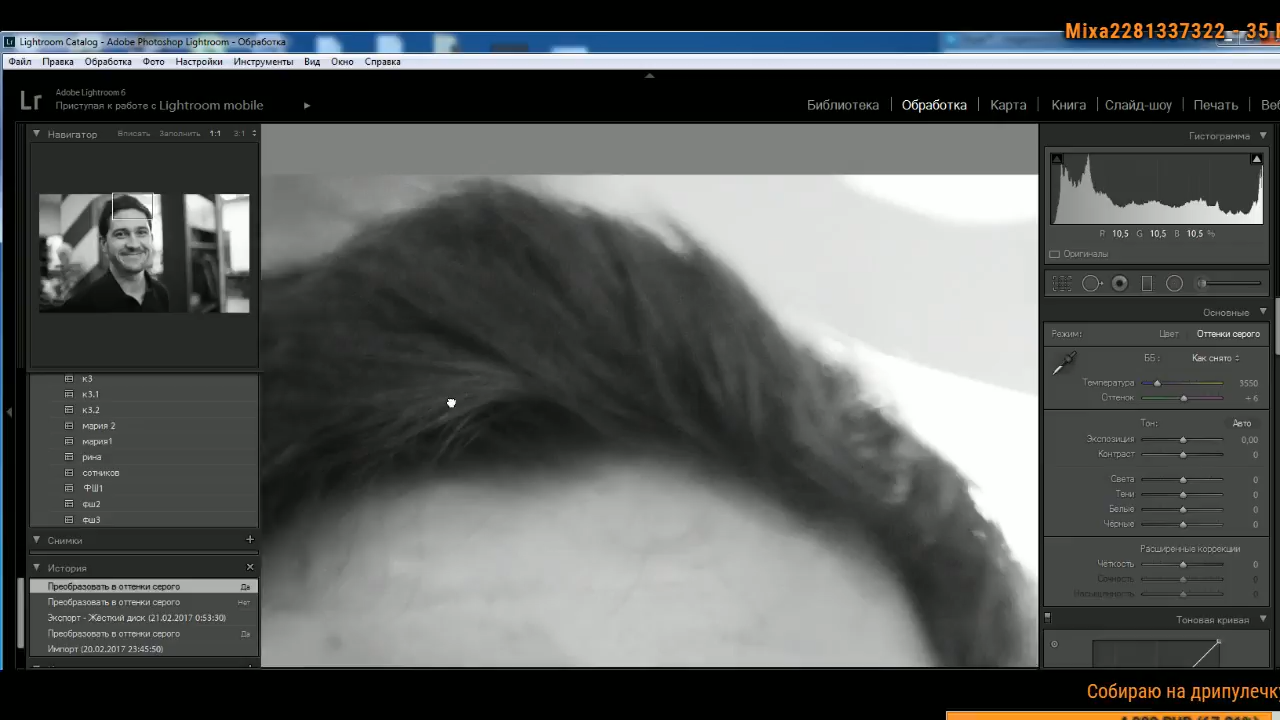 Mixa2281337322 - 35
Lightroom Catalog - Adobe Photoshop Lightroom - Обработка
Файл Правка Обработка Фото Настройки Инструменты Вид Окно Справка
Lr
Adobe Lightroom 6
Приступая к работе с Lightroom mobile
Библиотека Обработка Карта Книга Слайд-шоу Печать Ве
Навигатор Вписать Заполнить 1:1 3:1
Гистограмма
R 10,5 G 10,5 B 10,5 %
Оригиналы
Основные
Режим: Цвет Оттенки серого
ББ: Как снято
Температура 3550
Оттенок + 6
Тон: Авто
Экспозиция 0,00
Контраст 0
Света 0
Тени 0
Белые 0
Чёрные 0
Расширенные коррекции
Чёткость 0
Сочность 0
Насыщенность 0
Тоновая кривая
к3
к3.1
к3.2
мария 2
мария1
рина
сотников
ФШ1
фш2
фш3
Снимки
История
Преобразовать в оттенки серого Да
Преобразовать в оттенки серого Нет
Экспорт - Жёсткий диск (21.02.2017 0:53:30)
Преобразовать в оттенки серого Да
Импорт (20.02.2017 23:45:50)
Собираю на дрипулечк